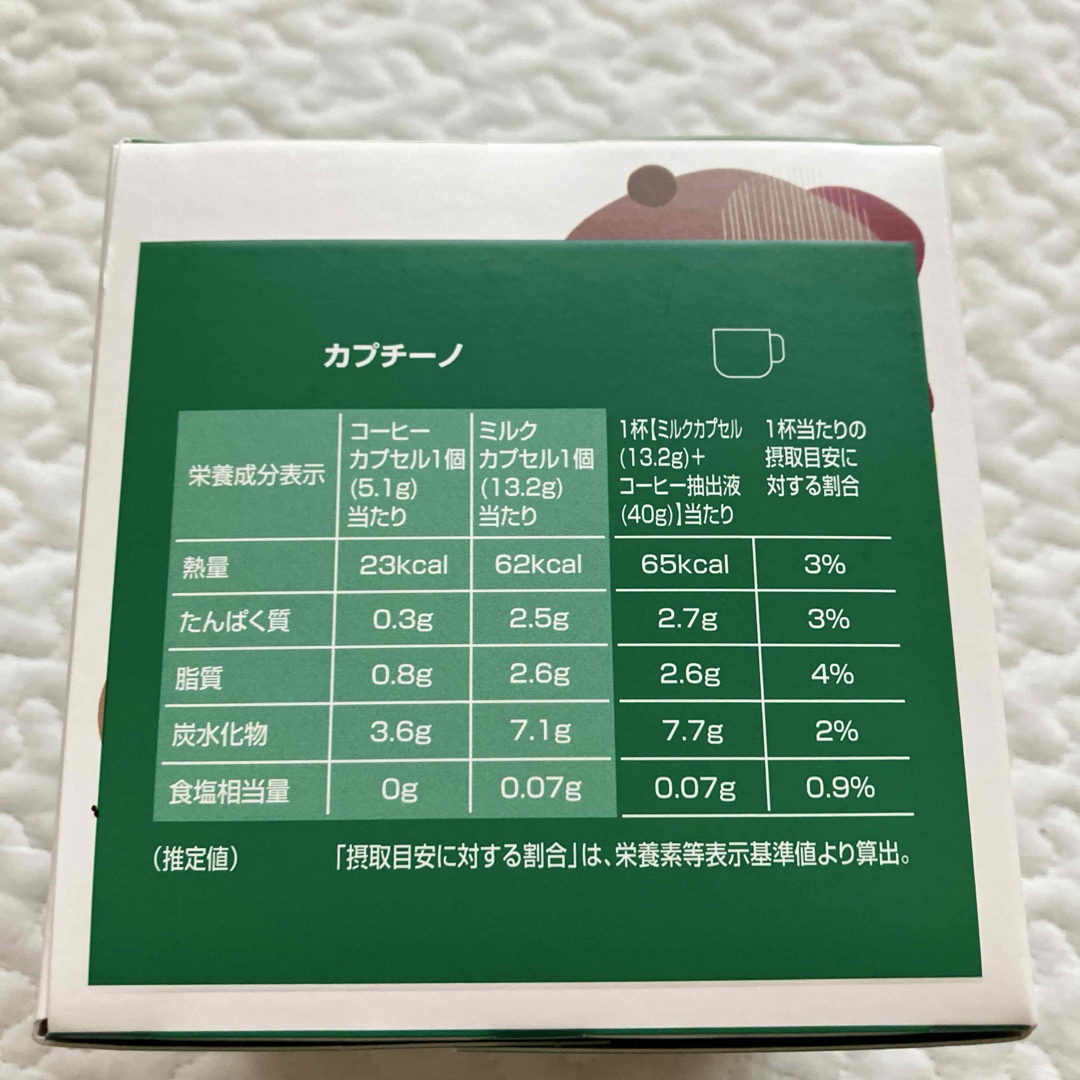 カプチーノ
栄養成分表示
コーヒー
カプセル1個
(5.1g)
当たり
ミルク
カプセル1個
(13.2g)
当たり
1杯【ミルクカプセル
(13.2g)+
コーヒー抽出液
(40g)】当たり
1杯当たりの
摂取目安に
対する割合
熱量 23kcal 62kcal 65kcal 3%
たんぱく質 0.3g 2.5g 2.7g 3%
脂質 0.8g 2.6g 2.6g 4%
炭水化物 3.6g 7.1g 7.7g 2%
食塩相当量 0g 0.07g 0.07g 0.9%
(推定値) 「摂取目安に対する割合」は、栄養素等表示基準値より算出。